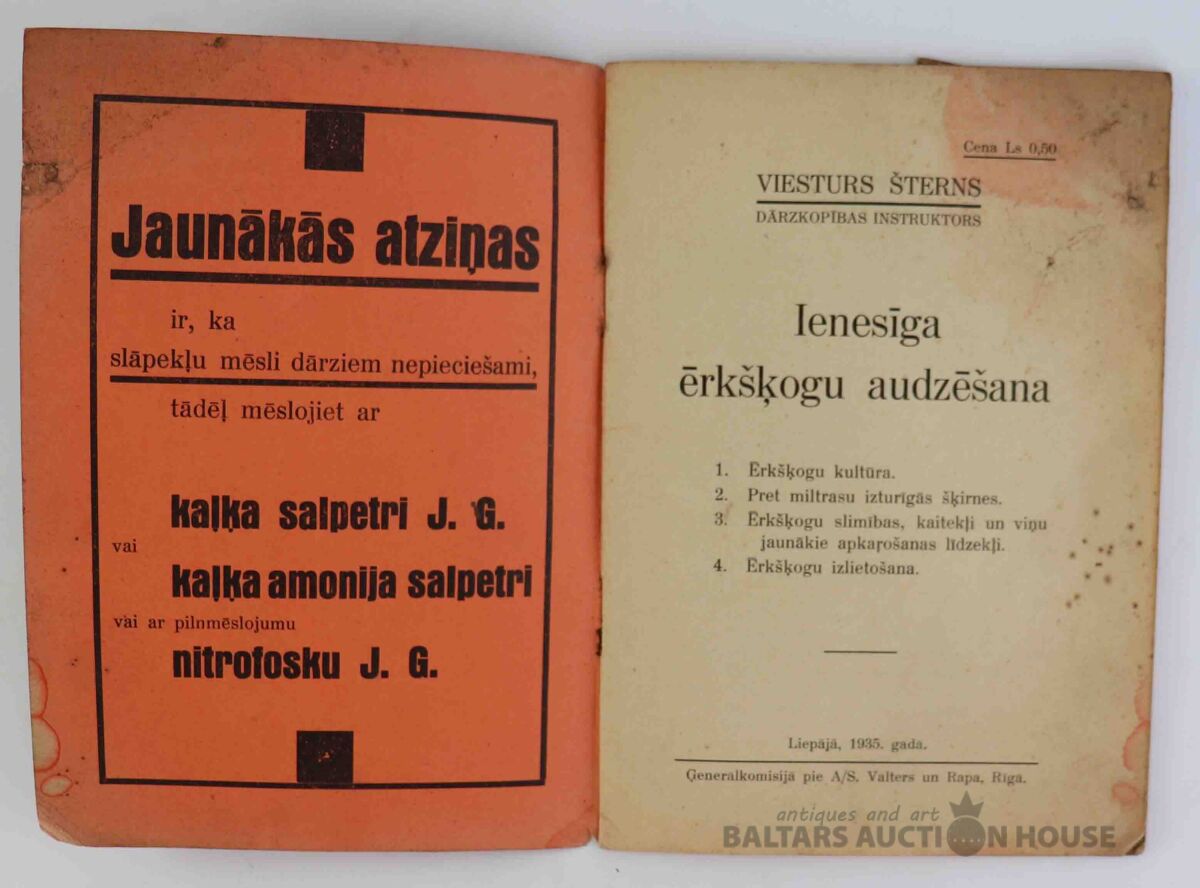 Jaunākās atziņas
ir, ka
slāpekļu mēsli dārziem nepieciešami,
tādēļ mēslojiet ar
kaļķa salpetri J. G.
vai
kaļķa amonija salpetri
vai ar pilnmēslojumu
nitrofosku J. G.
Cena Ls 0,50
VIESTURS ŠTERNS
DĀRZKOPĪBAS INSTRUKTORS
Ienesīga
ērkšķogu audzēšana
1. Ērkšķogu kultūra.
2. Pret miltrasu izturīgās šķirnes.
3. Ērkšķogu slimības, kaitekļi un viņu
jaunākie apkaŗošanas līdzekļi.
4. Ērkšķogu izlietošana.
Liepājā, 1935. gadā.
Ģenerālkomisijā pie A/S. Valters un Rapa, Rīgā.
antiques and art
BALTARS AUCTION HOUSE